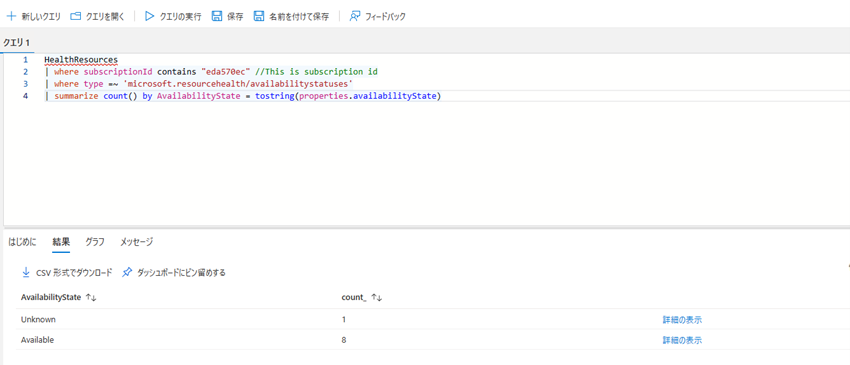 新しいクエリ クエリを開く クエリの実行 保存 名前を付けて保存 フィードバック
クエリ 1
1 HealthResources
2 | where subscriptionId contains "eda570ec" //This is subscription id
3 | where type =~ 'microsoft.resourcehealth/availabilitystatuses'
4 | summarize count() by AvailabilityState = tostring(properties.availabilityState)
はじめに 結果 グラフ メッセージ
CSV 形式でダウンロード ダッシュボードにピン留めする
AvailabilityState ↑↓ count_ ↑↓
Unknown 1 詳細の表示
Available 8 詳細の表示